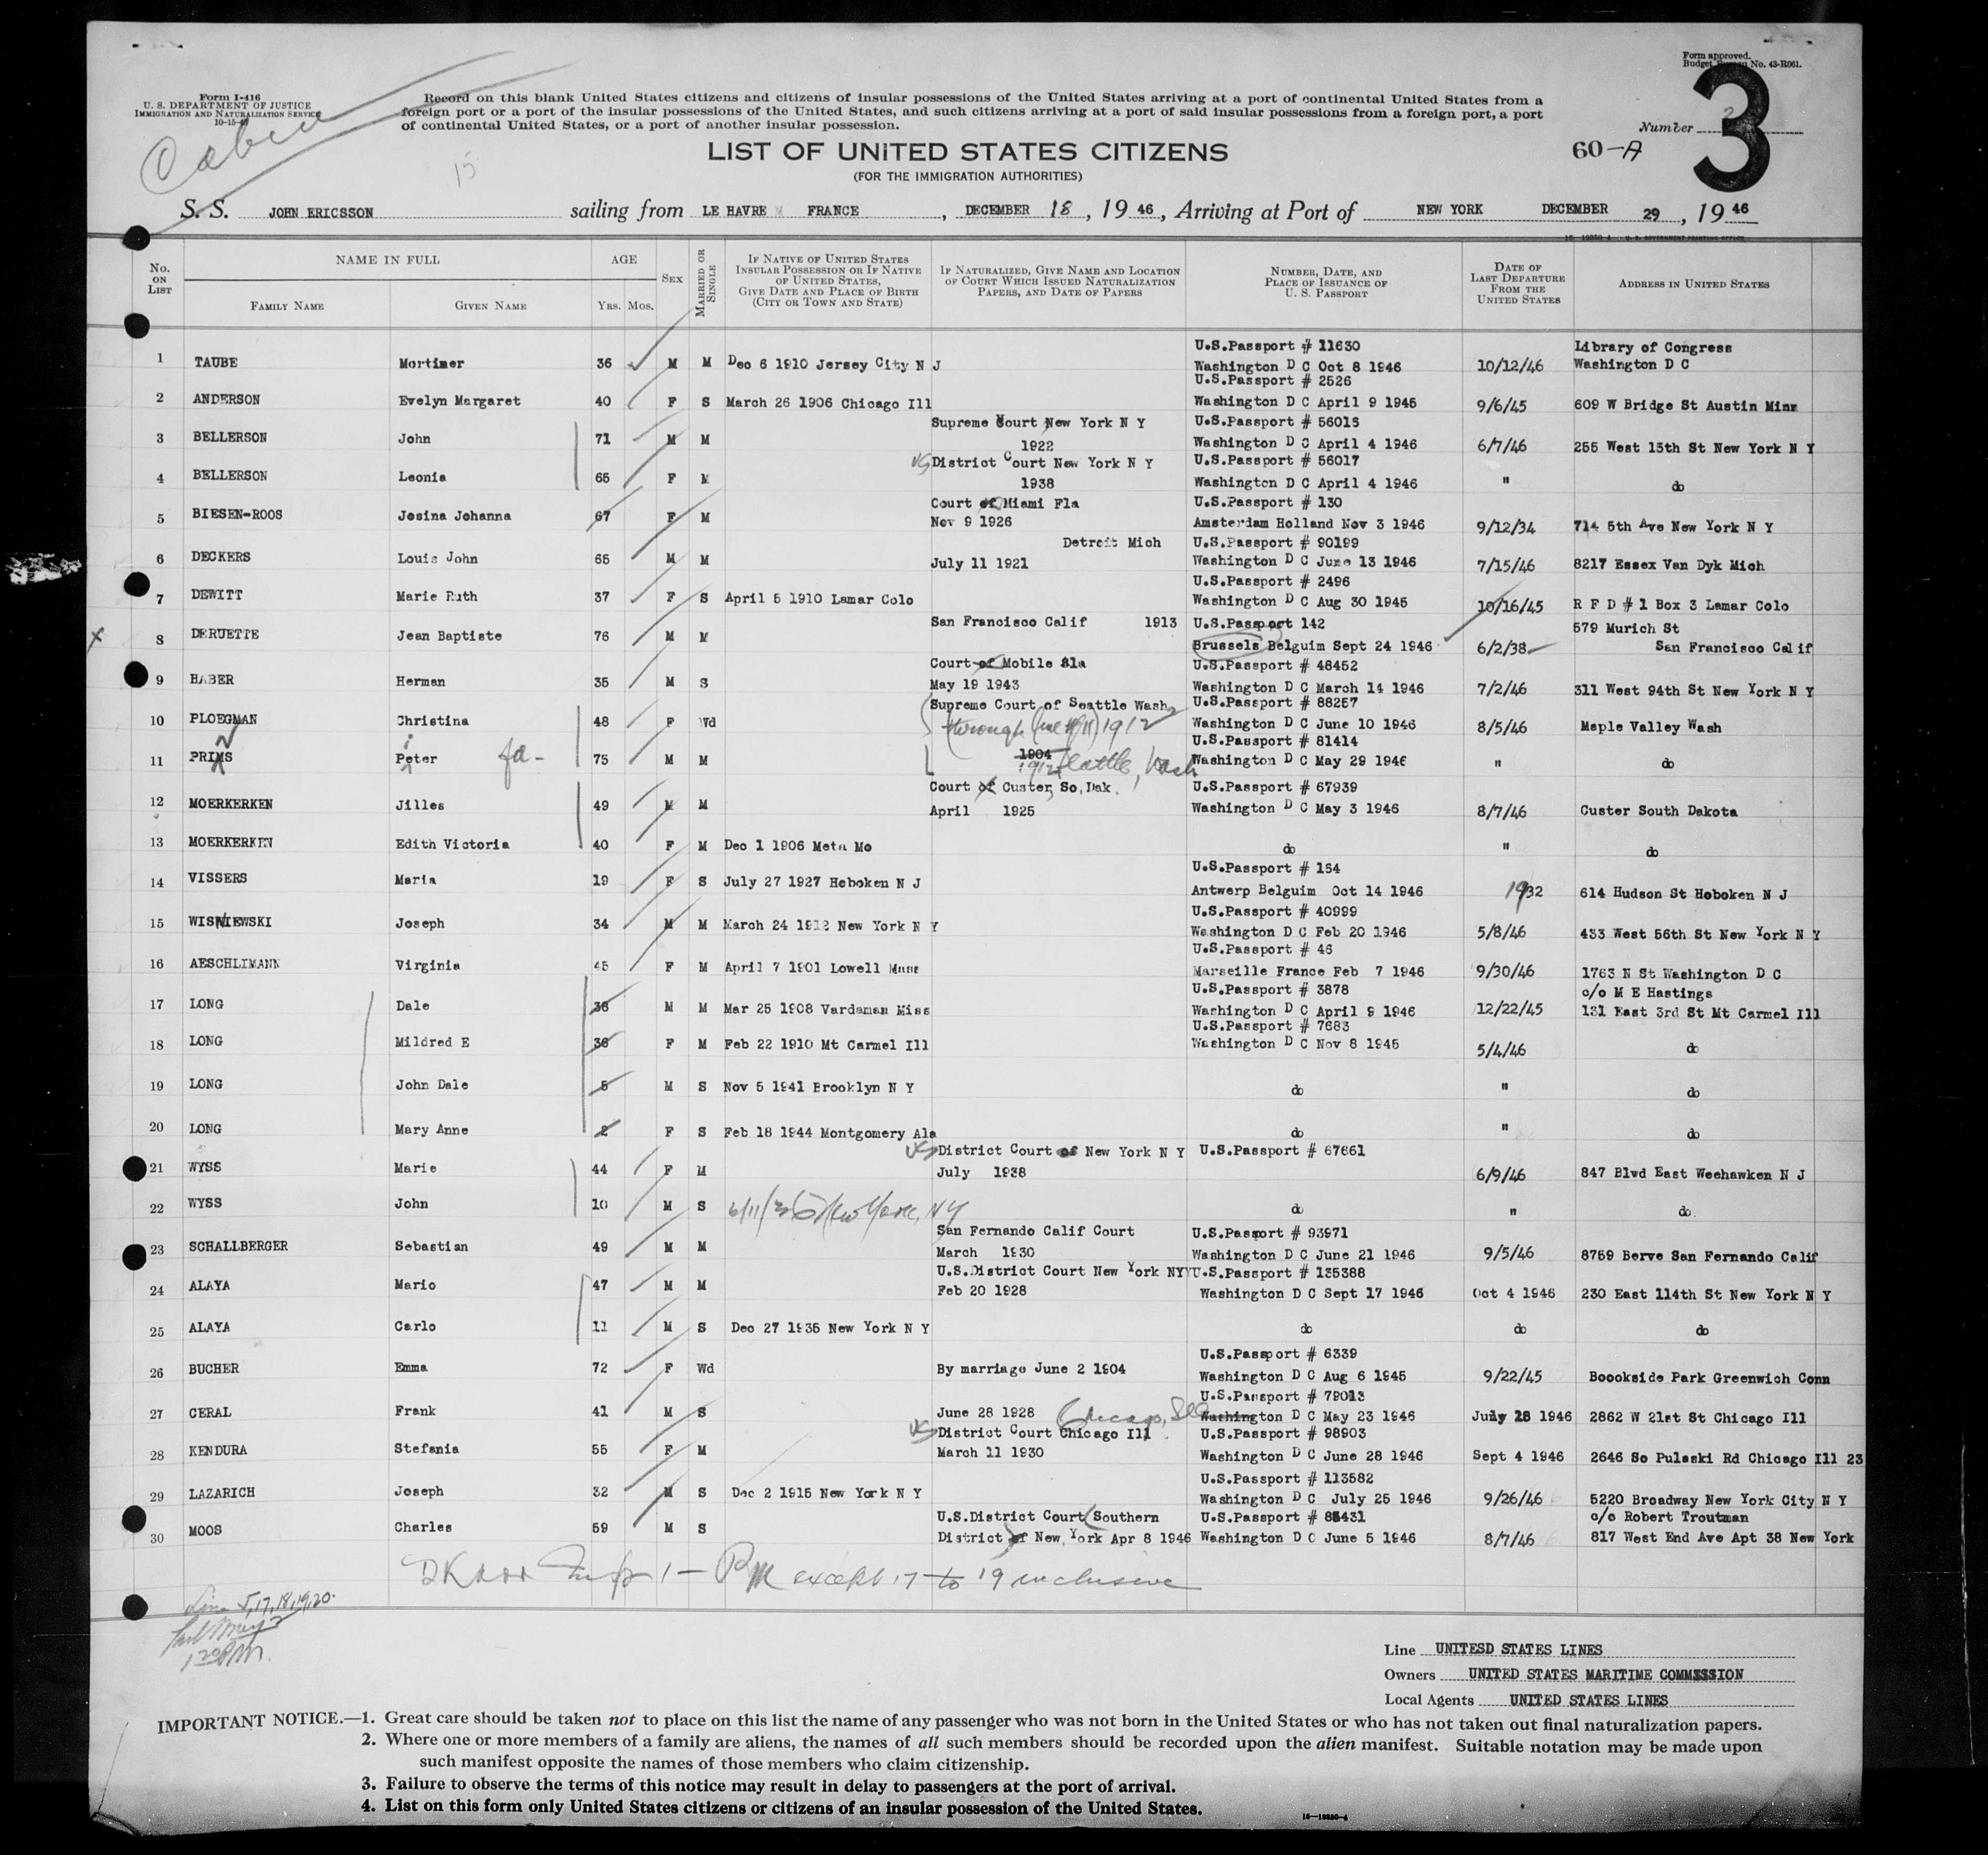 Form approved.
Budget Bureau No. 43-R061.
Form I-416
U. S. DEPARTMENT OF JUSTICE
IMMIGRATION AND NATURALIZATION SERVICE
Cabin
15
Record on this blank United States citizens and citizens of insular possessions of the United States arriving at a port of continental United States from a
foreign port or a port of the insular possessions of the United States, and such citizens arriving at a port of said insular possessions from a foreign port, a port
of continental United States, or a port of another insular possession.
Number
3
LIST OF UNITED STATES CITIZENS
60-A
(FOR THE IMMIGRATION AUTHORITIES)
S. S. JOHN ERICSSON sailing from LE HAVRE FRANCE, DECEMBER 18, 1946, Arriving at Port of NEW YORK DECEMBER 29, 1946
No. ON LIST
NAME IN FULL
FAMILY NAME
GIVEN NAME
AGE
YRS. MOS.
SEX
MARRIED OR SINGLE
IF NATIVE OF UNITED STATES INSULAR POSSESSION OR IF NATIVE OF UNITED STATES, GIVE DATE AND PLACE OF BIRTH (CITY OR TOWN AND STATE)
IF NATURALIZED, GIVE NAME AND LOCATION OF COURT WHICH ISSUED NATURALIZATION PAPERS, AND DATE OF PAPERS
NUMBER, DATE, AND PLACE OF ISSUANCE OF U. S. PASSPORT
DATE OF LAST DEPARTURE FROM THE UNITED STATES
ADDRESS IN UNITED STATES
1 TAUBE Mortimer 36 M M Dec 6 1910 Jersey City N J U.S.Passport # 11630 Washington D C Oct 8 1946 10/12/46 Library of Congress Washington D C
2 ANDERSON Evelyn Margaret 40 F S March 26 1906 Chicago Ill U.S.Passport # 2526 Washington D C April 9 1945 9/6/45 609 W Bridge St Austin Minn
3 BELLERSON John 71 M M Supreme Court New York N Y 1922 U.S.Passport # 56016 Washington D C April 4 1946 6/7/46 255 West 15th St New York N Y
4 BELLERSON Leonia 65 F M US District Court New York N Y 1938 U.S.Passport # 56017 Washington D C April 4 1946 " do
5 BIESEN-ROOS Josina Johanna 67 F M Court of Miami Fla Nov 9 1926 U.S.Passport # 130 Amsterdam Holland Nov 3 1946 9/12/34 714 5th Ave New York N Y
6 DECKERS Louis John 65 M M Detroit Mich July 11 1921 U.S.Passport # 90199 Washington D C June 13 1946 7/15/46 8217 Essex Van Dyk Mich
7 DEWITT Marie Ruth 37 F S April 5 1910 Lamar Colo U.S.Passport # 2496 Washington D C Aug 30 1945 10/16/45 R F D # 1 Box 3 Lamar Colo
X 8 DERUETTE Jean Baptiste 76 M M San Francisco Calif 1913 U.S.Passport 142 Brussels Belguim Sept 24 1946 6/2/38 579 Murich St San Francisco Calif
9 HABER Herman 35 M S Court of Mobile Ala May 19 1943 U.S.Passport # 48452 Washington D C March 14 1946 7/2/46 311 West 94th St New York N Y
10 PLOEGMAN Christina 48 F Wd Supreme Court of Seattle Wash through (line #11) 1912 U.S.Passport # 88257 Washington D C June 10 1946 8/5/46 Maple Valley Wash
11 PRINS Pieter fa- 75 M M 1904 1912 Seattle, Wash U.S.Passport # 81414 Washington D C May 29 1946 " do
12 MOERKERKEN Jilles 49 M M Court of Custer, So, Dak. April 1925 U.S.Passport # 67939 Washington D C May 3 1946 8/7/46 Custer South Dakota
13 MOERKERKEN Edith Victoria 40 F M Dec 1 1906 Meta Mo do " do
14 VISSERS Maria 19 F S July 27 1927 Hoboken N J U.S.Passport # 164 Antwerp Belguim Oct 14 1946 1932 614 Hudson St Hoboken N J
15 WISNIEWSKI Joseph 34 M M March 24 1912 New York N Y U.S.Passport # 40999 Washington D C Feb 20 1946 5/8/46 433 West 56th St New York N Y
16 AESCHLIMANN Virginia 45 F M April 7 1901 Lowell Mass U.S.Passport # 46 Marseille France Feb 7 1946 9/30/46 1763 N St Washington D C
17 LONG Dale 38 M M Mar 25 1908 Vardaman Miss U.S.Passport # 3878 Washington D C April 9 1946 12/22/45 c/o M E Hastings 131 East 3rd St Mt Carmel Ill
18 LONG Mildred E 36 F M Feb 22 1910 Mt Carmel Ill U.S.Passport # 7683 Washington D C Nov 8 1945 5/4/46 do
19 LONG John Dale 5 M S Nov 5 1941 Brooklyn N Y do " do
20 LONG Mary Anne 2 F S Feb 18 1944 Montgomery Ala do " do
21 WYSS Marie 44 F M US District Court of New York N Y July 1938 U.S.Passport # 67661 6/9/46 847 Blvd East Weehawken N J
22 WYSS John 10 M S 6/11/36 New York, NY do " do.
23 SCHALLBERGER Sebastian 49 M M San Fernando Calif Court March 1930 U.S.Passport # 93971 Washington D C June 21 1946 9/5/46 8759 Berve San Fernando Calif
24 ALAYA Mario 47 M M U.S.District Court New York NYY Feb 20 1928 U.S.Passport # 135388 Washington D C Sept 17 1946 Oct 4 1946 230 East 114th St New York N Y
25 ALAYA Carlo 11 M S Dec 27 1935 New York N Y do do do
26 BUCHER Emma 72 F Wd By marriage June 2 1904 U.S.Passport # 6339 Washington D C Aug 6 1945 9/22/45 Boookside Park Greenwich Conn
27 CERAL Frank 41 M S June 28 1928 Chicago, Ill U.S.Passport # 79013 Washington D C May 23 1946 July 28 1946 2862 W 21st St Chicago Ill
28 KENDURA Stefania 55 F M US District Court Chicago Ill March 11 1930 U.S.Passport # 98903 Washington D C June 28 1946 Sept 4 1946 2646 So Pulaski Rd Chicago Ill 23
29 LAZARICH Joseph 32 M S Dec 2 1915 New York N Y U.S.Passport # 113582 Washington D C July 25 1946 9/26/46 5220 Broadway New York City N Y
30 MOOS Charles 59 M S U.S.District Court (Southern District of New York Apr 8 1946 U.S.Passport # 85431 Washington D C June 5 1946 8/7/46 c/o Robert Troutman 817 West End Ave Apt 38 New York
1 - PM except 17 to 19 inclusive
Line 5,17,18,19,20.
Line UNITESD STATES LINES
Owners UNITED STATES MARITIME COMMSSSION
Local Agents UNITED STATES LINES
IMPORTANT NOTICE.—1. Great care should be taken not to place on this list the name of any passenger who was not born in the United States or who has not taken out final naturalization papers.
2. Where one or more members of a family are aliens, the names of all such members should be recorded upon the alien manifest. Suitable notation may be made upon
such manifest opposite the names of those members who claim citizenship.
3. Failure to observe the terms of this notice may result in delay to passengers at the port of arrival.
4. List on this form only United States citizens or citizens of an insular possession of the United States.